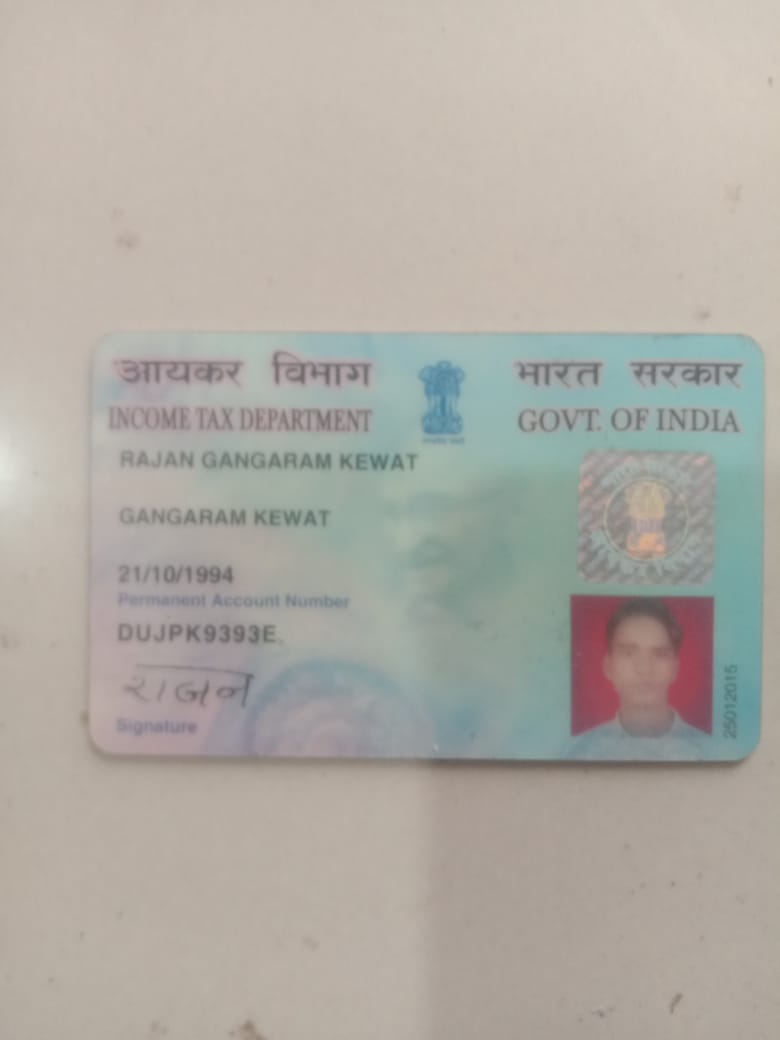 आयकर विभाग
भारत सरकार
INCOME TAX DEPARTMENT
GOVT. OF INDIA
RAJAN GANGARAM KEWAT
GANGARAM KEWAT
21/10/1994
Permanent Account Number
DUJPK9393E
राजन
Signature
25012015